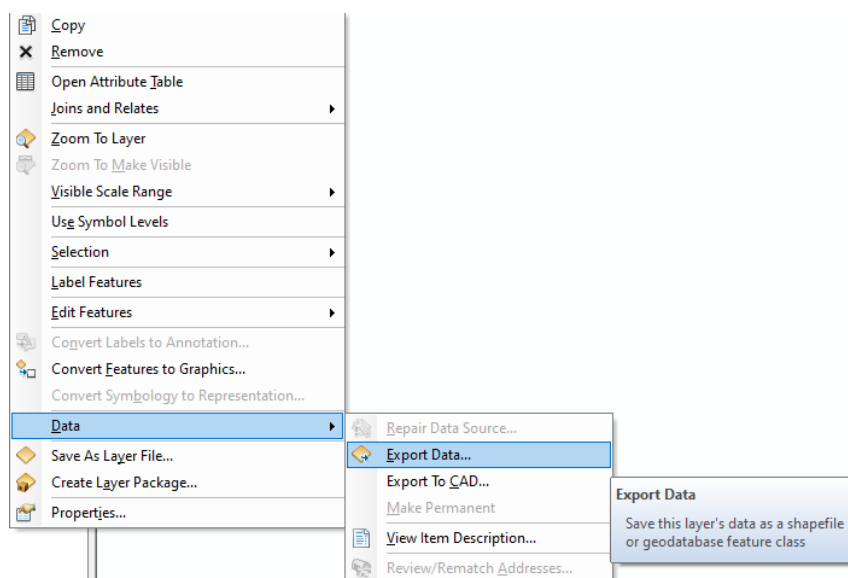 Copy
Remove
Open Attribute Table
Joins and Relates
Zoom To Layer
Zoom To Make Visible
Visible Scale Range
Use Symbol Levels
Selection
Label Features
Edit Features
Convert Labels to Annotation...
Convert Features to Graphics...
Convert Symbology to Representation...
Data
Save As Layer File...
Create Layer Package...
Properties...
Repair Data Source...
Export Data...
Export To CAD...
Make Permanent
View Item Description...
Review/Rematch Addresses...
Export Data
Save this layer's data as a shapefile
or geodatabase feature class